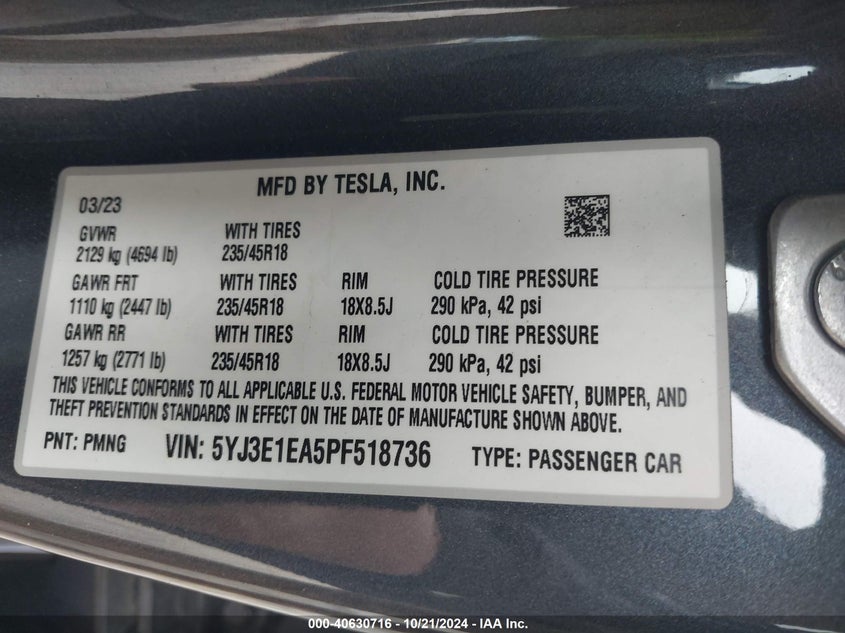 MFD BY TESLA, INC.
03/23
GVWR WITH TIRES
2129 kg (4694 lb) 235/45R18
GAWR FRT WITH TIRES RIM COLD TIRE PRESSURE
1110 kg (2447 lb) 235/45R18 18X8.5J 290 kPa, 42 psi
GAWR RR WITH TIRES RIM COLD TIRE PRESSURE
1257 kg (2771 lb) 235/45R18 18X8.5J 290 kPa, 42 psi
THIS VEHICLE CONFORMS TO ALL APPLICABLE U.S. FEDERAL MOTOR VEHICLE SAFETY, BUMPER, AND
THEFT PREVENTION STANDARDS IN EFFECT ON THE DATE OF MANUFACTURE SHOWN ABOVE.
PNT: PMNG VIN: 5YJ3E1EA5PF518736 TYPE: PASSENGER CAR
000-40630716 - 10/21/2024 - IAA Inc.